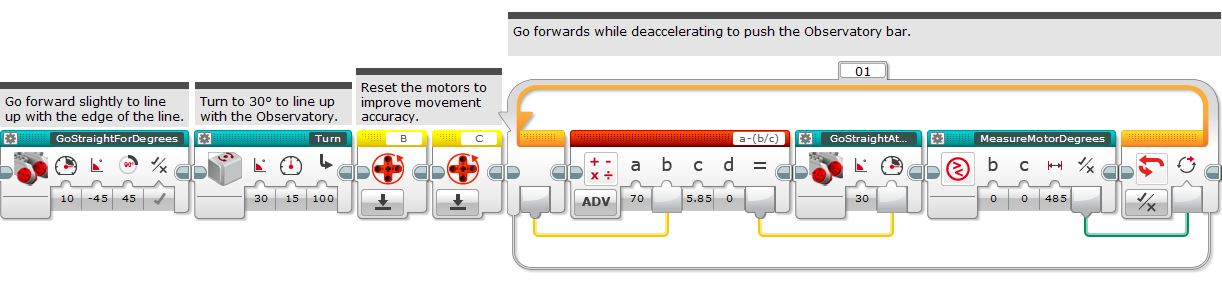 Go forwards while deaccelerating to push the Observatory bar.
01
Go forward slightly to line
up with the edge of the line.
Turn to 30° to line up
with the Observatory.
Reset the motors to
improve movement
accuracy.
GoStraightForDegrees
Turn
B
C
a-(b/c)
GoStraightAt...
MeasureMotorDegrees
90°
+ -
x ÷
a b c d =
b c
10 -45 45
30 15 100
ADV 70 5.85 0
30
0 0 485